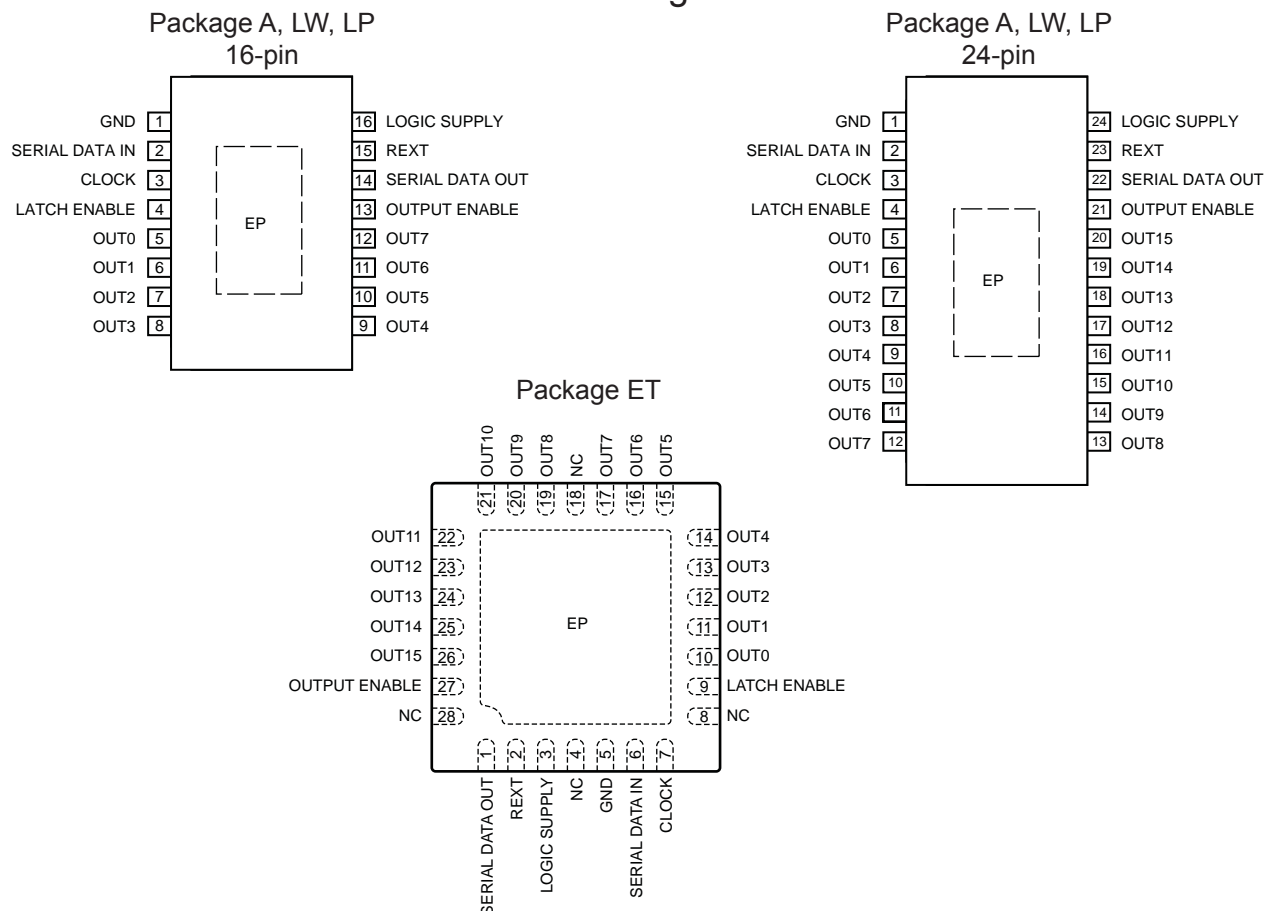 Package A, LW, LP
16-pin
GND 1
SERIAL DATA IN 2
CLOCK 3
LATCH ENABLE 4
OUT0 5
OUT1 6
OUT2 7
OUT3 8
16 LOGIC SUPPLY
15 REXT
14 SERIAL DATA OUT
13 OUTPUT ENABLE
12 OUT7
11 OUT6
10 OUT5
9 OUT4
EP
Package A, LW, LP
24-pin
GND 1
SERIAL DATA IN 2
CLOCK 3
LATCH ENABLE 4
OUT0 5
OUT1 6
OUT2 7
OUT3 8
OUT4 9
OUT5 10
OUT6 11
OUT7 12
24 LOGIC SUPPLY
23 REXT
22 SERIAL DATA OUT
21 OUTPUT ENABLE
20 OUT15
19 OUT14
18 OUT13
17 OUT12
16 OUT11
15 OUT10
14 OUT9
13 OUT8
EP
Package ET
21 OUT10
20 OUT9
19 OUT8
18 NC
17 OUT7
16 OUT6
15 OUT5
OUT11 22
OUT12 23
OUT13 24
OUT14 25
OUT15 26
OUTPUT ENABLE 27
NC 28
14 OUT4
13 OUT3
12 OUT2
11 OUT1
10 OUT0
9 LATCH ENABLE
8 NC
EP
SERIAL DATA OUT 1
REXT 2
LOGIC SUPPLY 3
NC 4
GND 5
SERIAL DATA IN 6
CLOCK 7